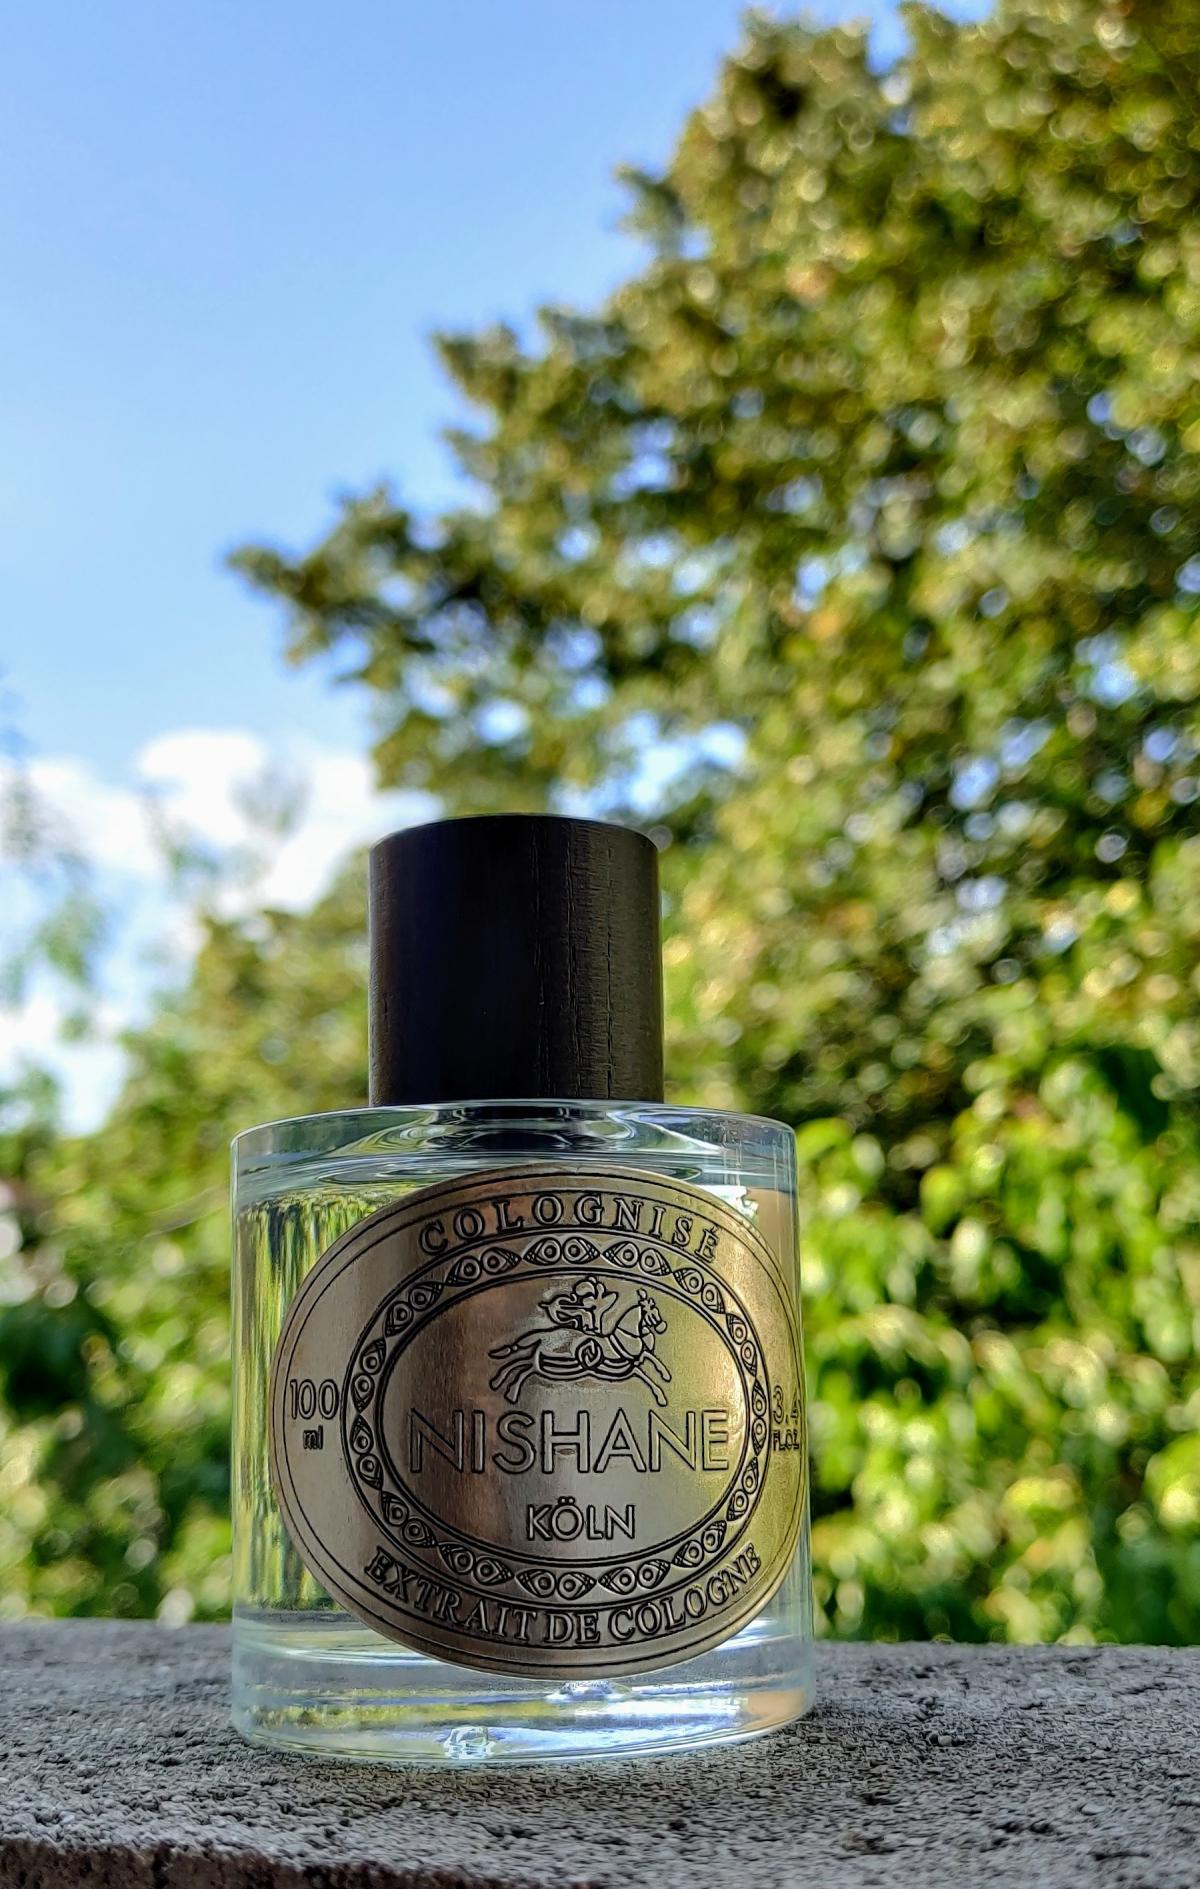 COLOGNISÉ
100
ml
NISHANE
3.4
FL.OZ
KÖLN
EXTRAIT DE COLOGNE